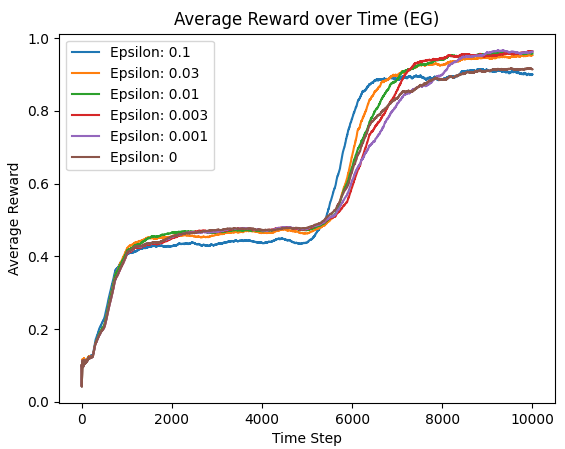 Average Reward over Time (EG)
Epsilon: 0.1
Epsilon: 0.03
Epsilon: 0.01
Epsilon: 0.003
Epsilon: 0.001
Epsilon: 0
1.0
0.8
0.6
0.4
0.2
0.0
Average Reward
0 2000 4000 6000 8000 10000
Time Step